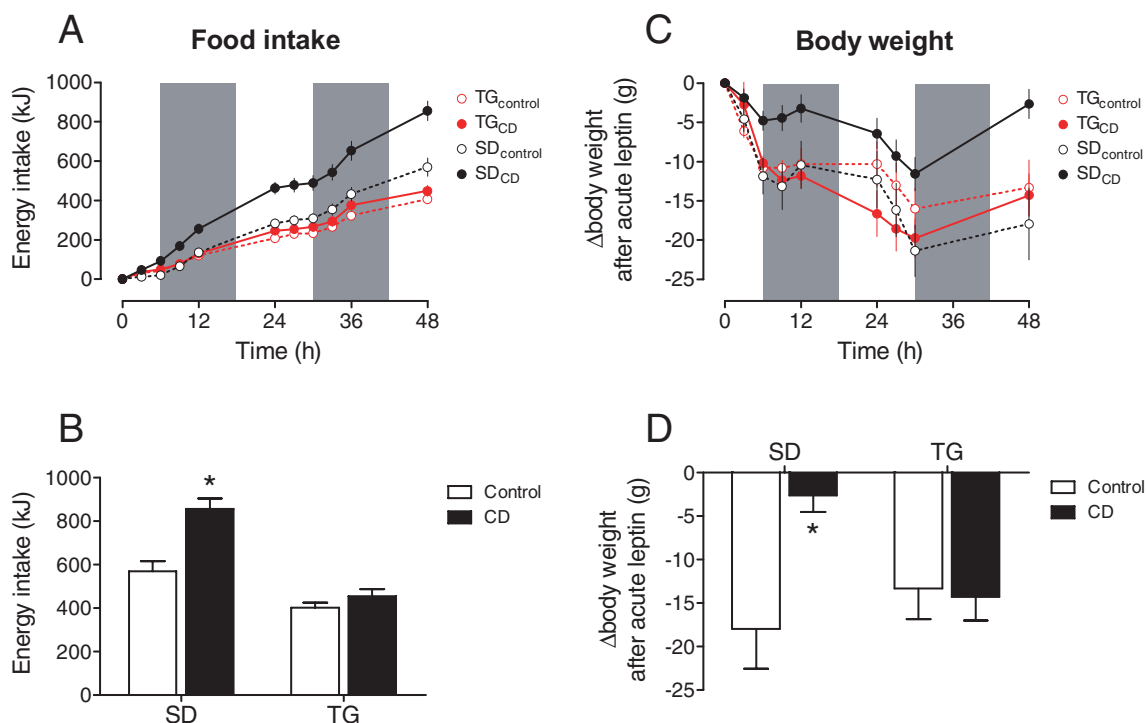 A
Food intake
Energy intake (kJ)
1000
800
600
400
200
0
0 12 24 36 48
Time (h)
TGcontrol
TGCD
SDcontrol
SDCD
C
Body weight
Δbody weight
after acute leptin (g)
0
-5
-10
-15
-20
-25
0 12 24 36 48
Time (h)
TGcontrol
TGCD
SDcontrol
SDCD
B
Energy intake (kJ)
1000
800
600
400
200
0
*
SD TG
Control
CD
D
SD TG
Δbody weight
after acute leptin (g)
0
-5
-10
-15
-20
-25
*
Control
CD